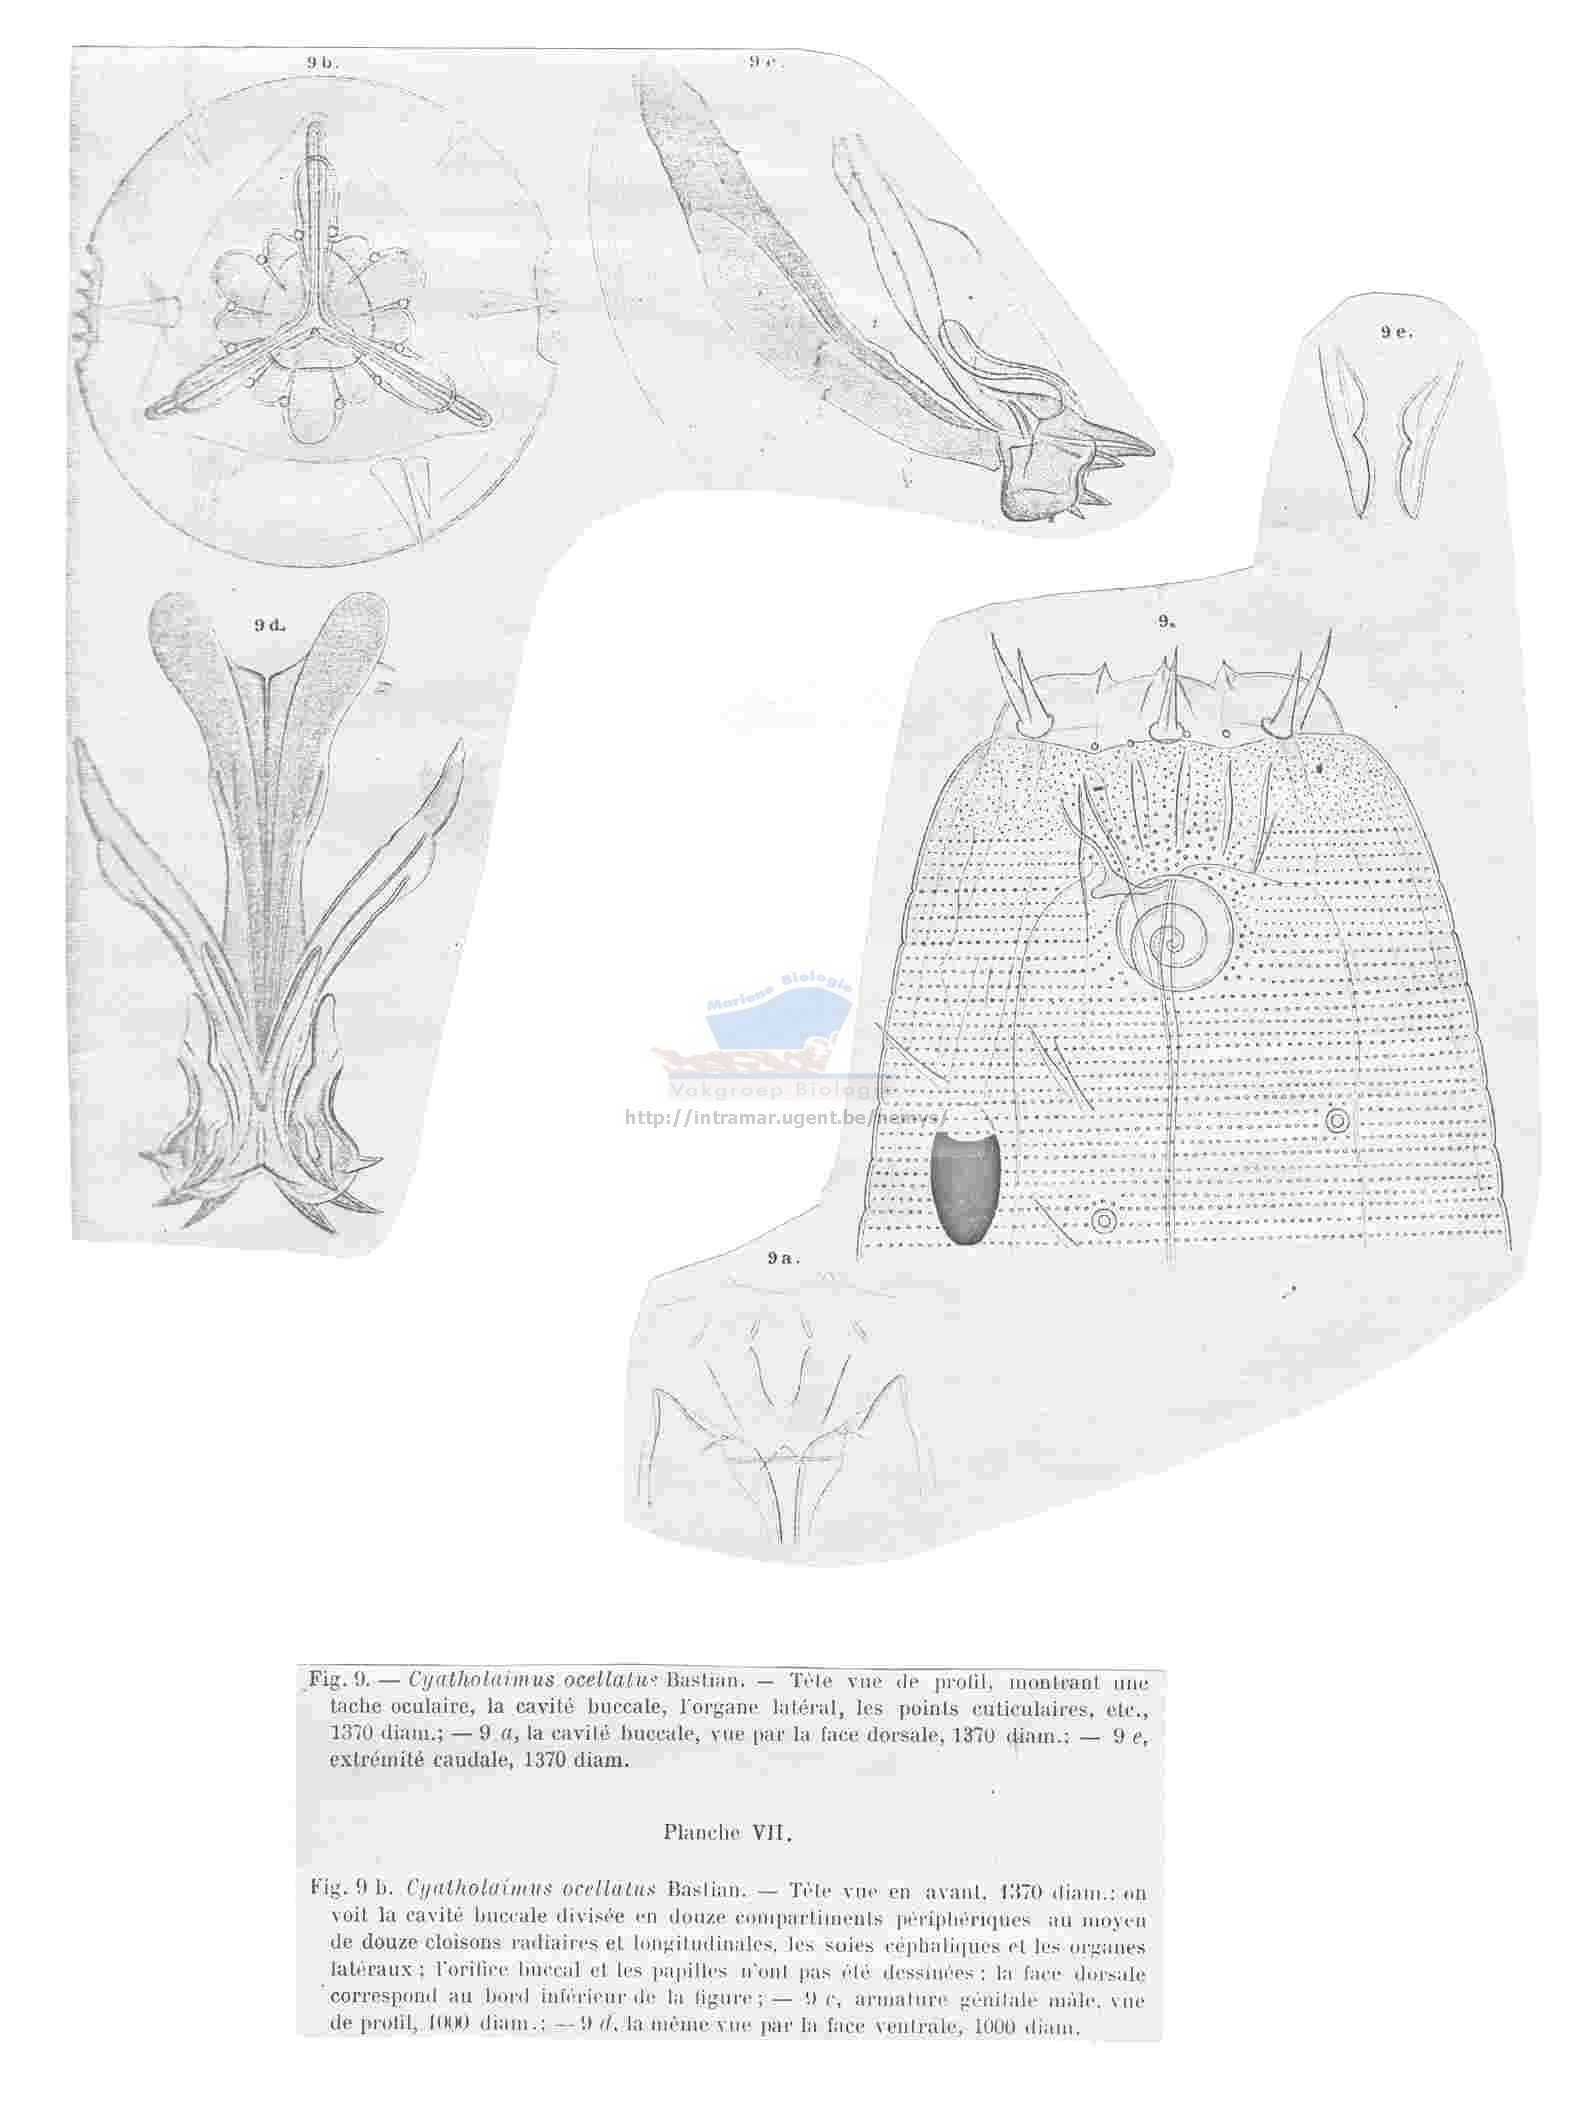 9 b.
9 c.
9 e.
9 d.
9.
Mariene Biologie
Vakgroep Biologie
http://intramar.ugent.be/nemys/
9 a.
Fig. 9. — Cyatholaimus ocellatus Bastian. — Tête vue de profil, montrant une
tache oculaire, la cavité buccale, l'organe latéral, les points cuticulaires, etc.,
1370 diam.; — 9 a, la cavité buccale, vue par la face dorsale, 1370 diam.; — 9 e,
extrémité caudale, 1370 diam.
Planche VII.
Fig. 9 b. Cyatholaimus ocellatus Bastian. — Tête vue en avant, 1370 diam.; on
voit la cavité buccale divisée en douze compartiments périphériques au moyen
de douze cloisons radiaires et longitudinales, les soies céphaliques et les organes
latéraux; l'orifice buccal et les papilles n'ont pas été dessinées; la face dorsale
correspond au bord inférieur de la figure; — 9 c, armature génitale mâle, vue
de profil, 1000 diam.; — 9 d, la même vue par la face ventrale, 1000 diam.